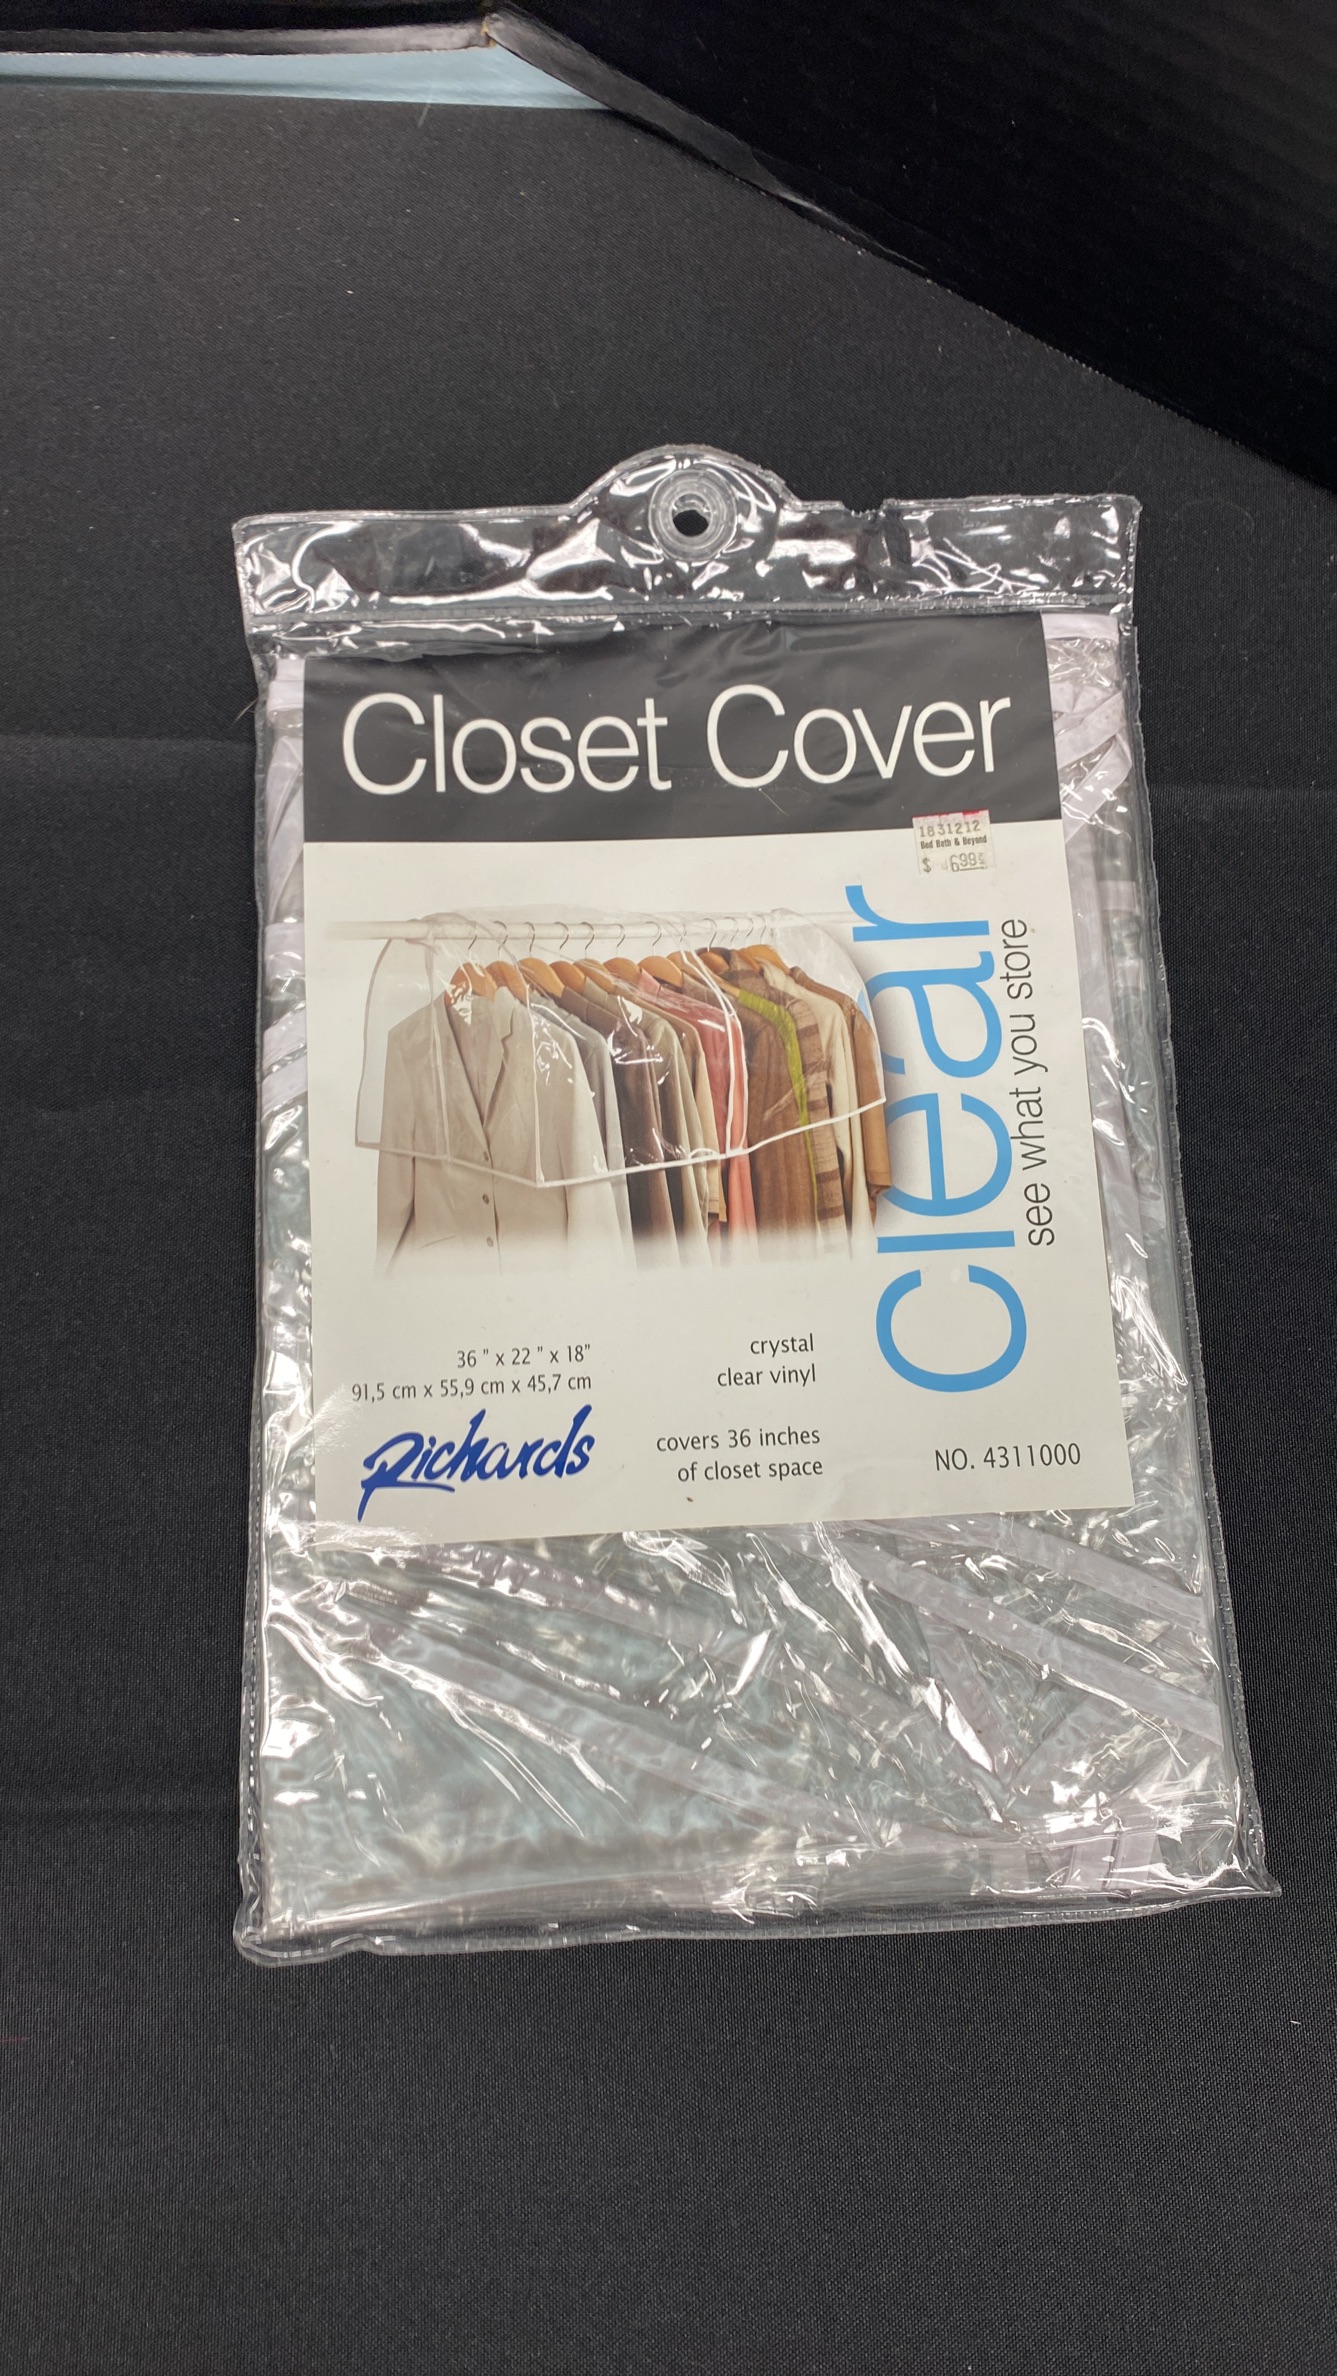 Closet Cover
1831212
Bed Bath & Beyond
$ 6.99
clear
see what you store
36 " x 22 " x 18"
91,5 cm x 55,9 cm x 45,7 cm
Richards
crystal
clear vinyl
covers 36 inches
of closet space
NO. 4311000